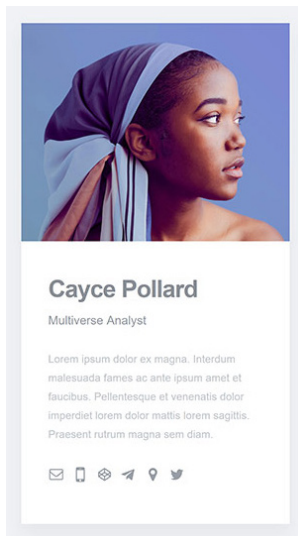 Cayce Pollard
Multiverse Analyst
Lorem ipsum dolor ex magna. Interdum
malesuada fames ac ante ipsum amet et
faucibus. Pellentesque et venenatis dolor
imperdiet lorem dolor mattis lorem sagittis.
Praesent rutrum magna sem diam.